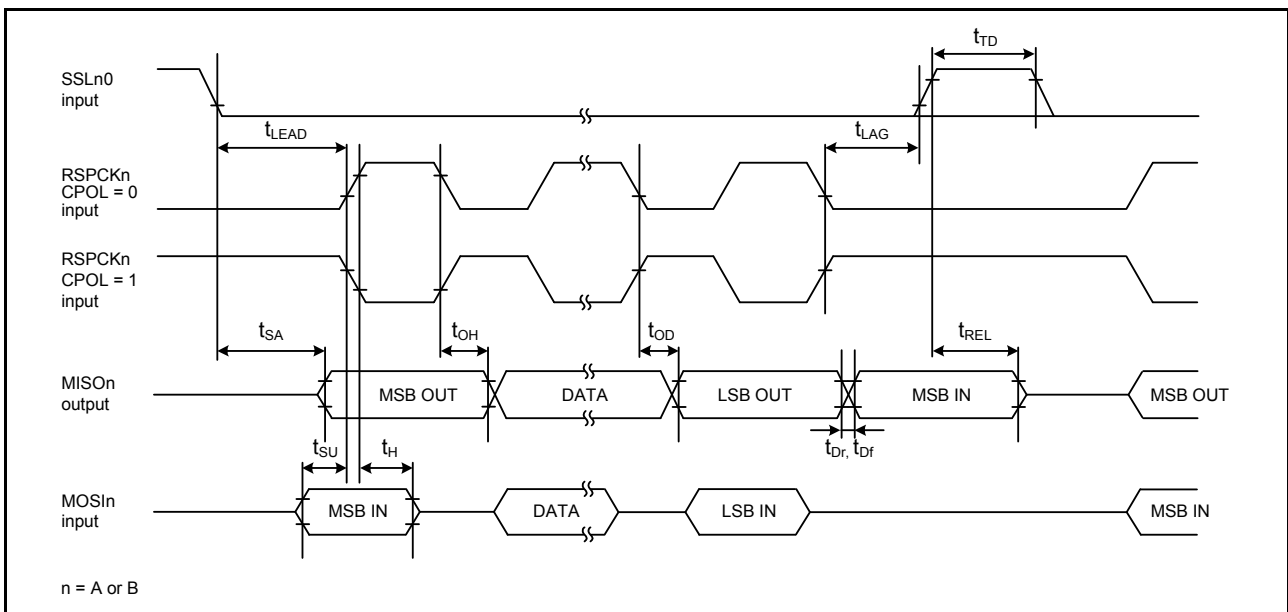 t_TD
SSLn0
input
t_LEAD
t_LAG
RSPCKn
CPOL = 0
input
RSPCKn
CPOL = 1
input
t_SA
t_OH
t_OD
t_REL
MISOn
output
MSB OUT
DATA
LSB OUT
MSB IN
MSB OUT
t_SU
t_H
t_Dr, t_Df
MOSIn
input
MSB IN
DATA
LSB IN
MSB IN
n = A or B